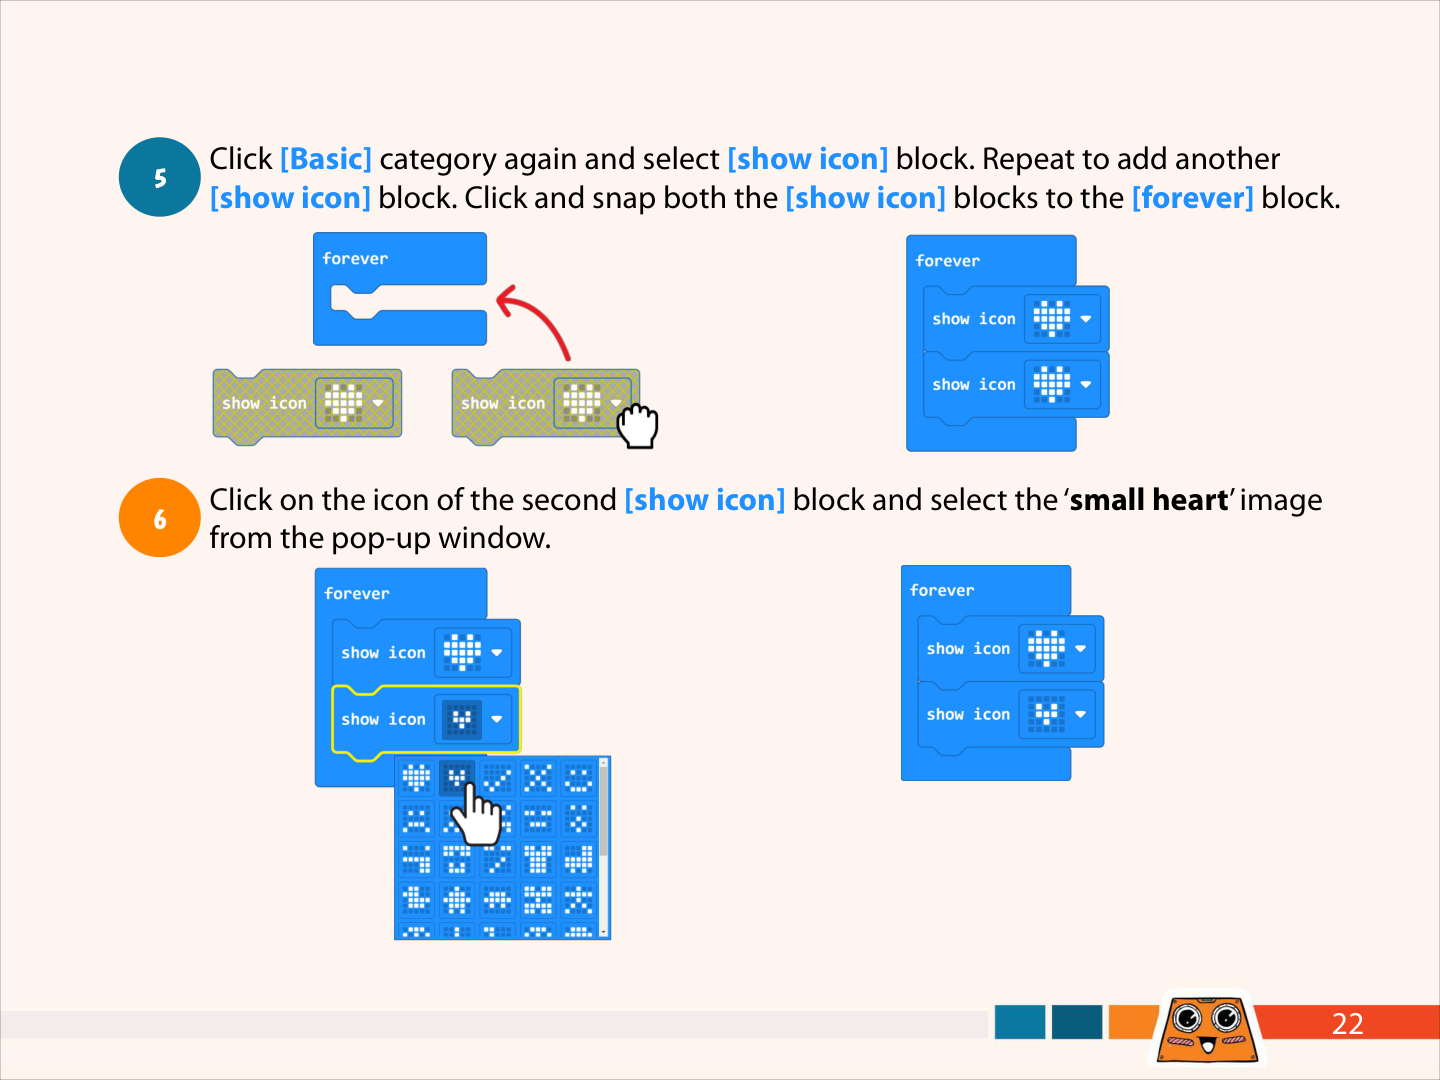 5
Click [Basic] category again and select [show icon] block. Repeat to add another
[show icon] block. Click and snap both the [show icon] blocks to the [forever] block.
forever
show icon
show icon
forever
show icon
show icon
6
Click on the icon of the second [show icon] block and select the ‘small heart’ image
from the pop-up window.
forever
show icon
show icon
forever
show icon
show icon
22